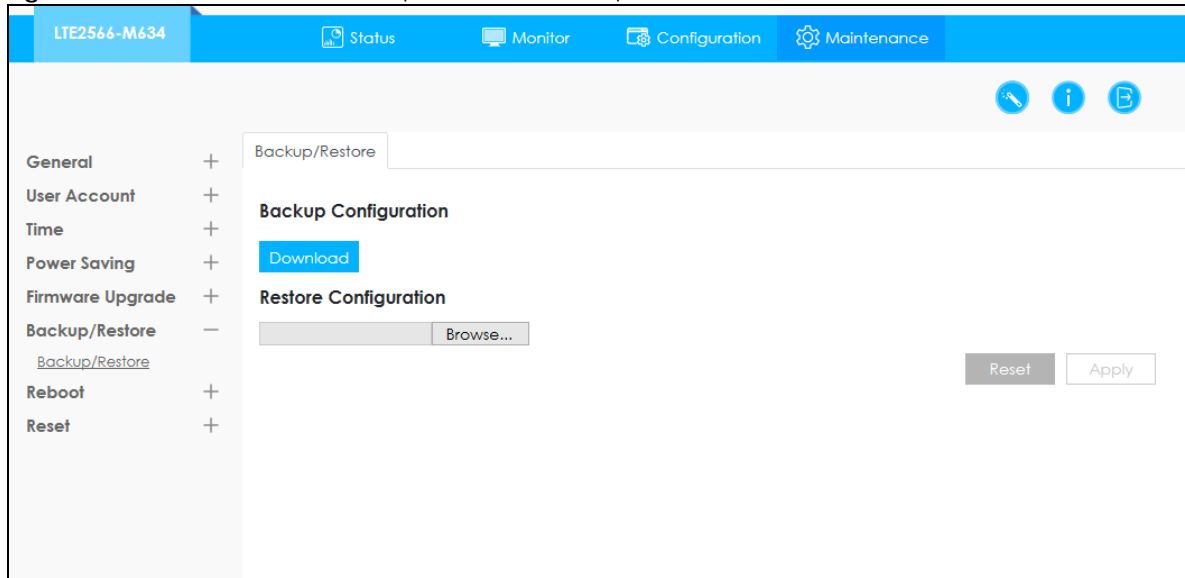 LTE2566-M634
Status
Monitor
Configuration
Maintenance
General
User Account
Time
Power Saving
Firmware Upgrade
Backup/Restore
Backup/Restore
Reboot
Reset
Backup/Restore
Backup Configuration
Download
Restore Configuration
Browse...
Reset
Apply